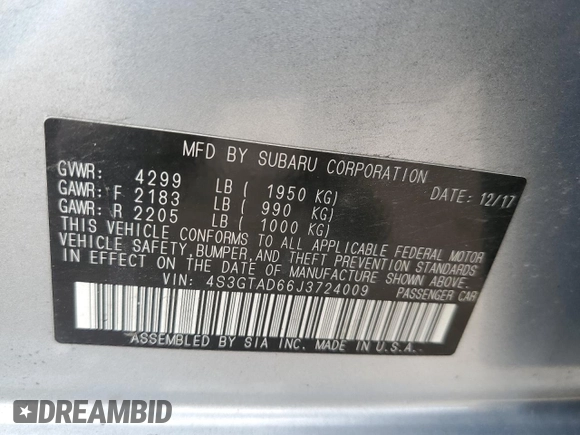 MFD BY SUBARU CORPORATION
GVWR: 4299 LB ( 1950 KG) DATE: 12/17
GAWR: F 2183 LB ( 990 KG)
GAWR: R 2205 LB ( 1000 KG)
THIS VEHICLE CONFORMS TO ALL APPLICABLE FEDERAL MOTOR
VEHICLE SAFETY, BUMPER, AND THEFT PREVENTION STANDARDS
IN EFFECT ON THE DATE OF MANUFACTURE SHOWN ABOVE.
VIN: 4S3GTAD66J3724009 PASSENGER CAR
ASSEMBLED BY SIA INC. MADE IN U.S.A.
DREAMBID